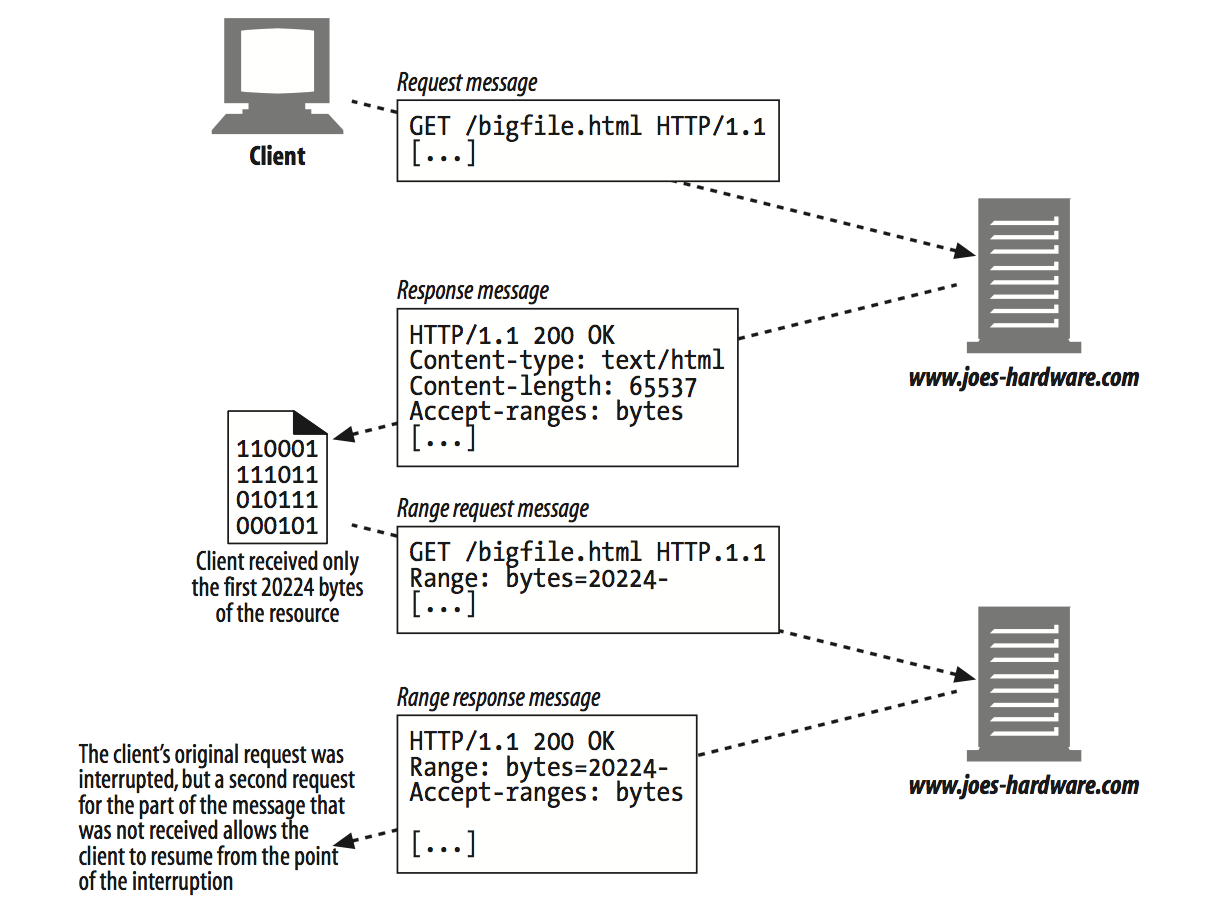 Request message
GET /bigfile.html HTTP/1.1
[...]
Client
Response message
HTTP/1.1 200 OK
Content-type: text/html
Content-length: 65537
Accept-ranges: bytes
[...]
www.joes-hardware.com
110001
111011
010111
000101
Client received only
the first 20224 bytes
of the resource
Range request message
GET /bigfile.html HTTP.1.1
Range: bytes=20224-
[...]
Range response message
HTTP/1.1 200 OK
Range: bytes=20224-
Accept-ranges: bytes
[...]
www.joes-hardware.com
The client’s original request was
interrupted, but a second request
for the part of the message that
was not received allows the
client to resume from the point
of the interruption